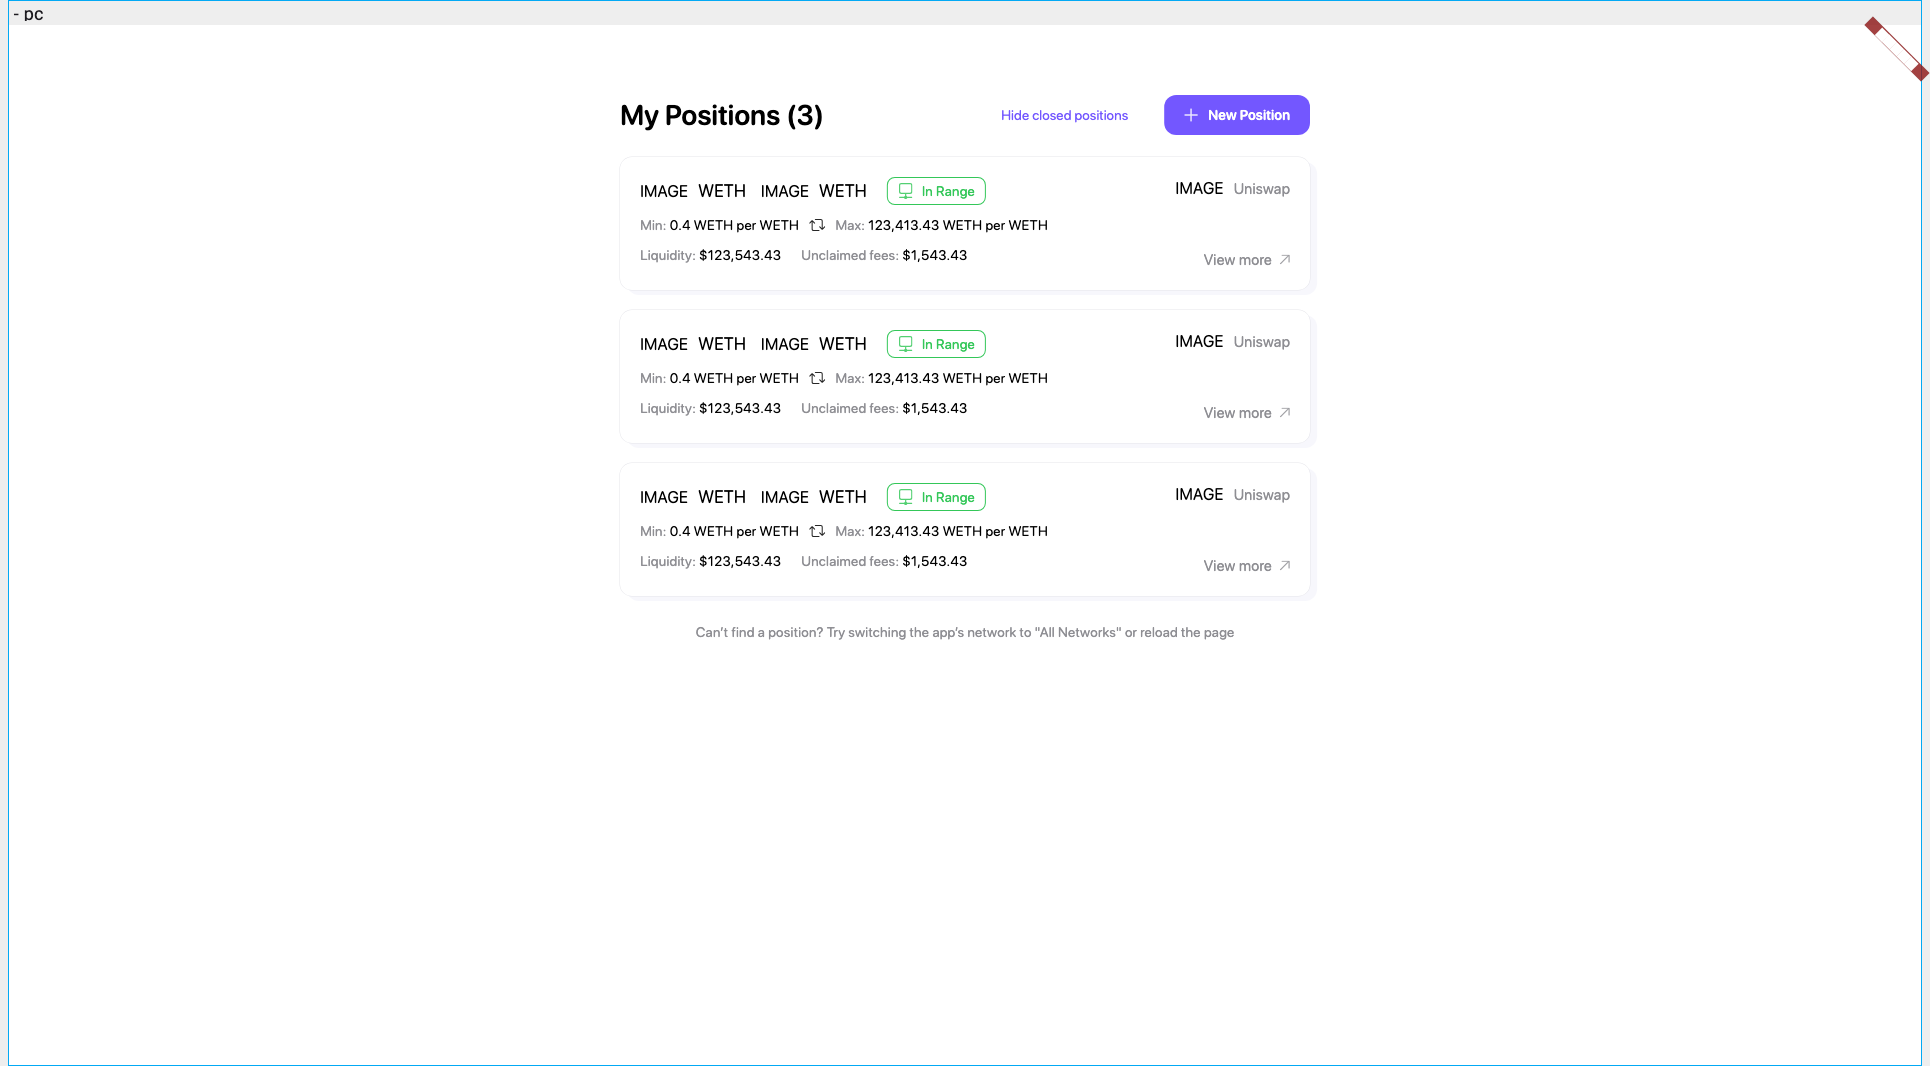 - pc
My Positions (3)
Hide closed positions
New Position
IMAGE WETH IMAGE WETH In Range IMAGE Uniswap
Min: 0.4 WETH per WETH Max: 123,413.43 WETH per WETH
Liquidity: $123,543.43 Unclaimed fees: $1,543.43
View more
IMAGE WETH IMAGE WETH In Range IMAGE Uniswap
Min: 0.4 WETH per WETH Max: 123,413.43 WETH per WETH
Liquidity: $123,543.43 Unclaimed fees: $1,543.43
View more
IMAGE WETH IMAGE WETH In Range IMAGE Uniswap
Min: 0.4 WETH per WETH Max: 123,413.43 WETH per WETH
Liquidity: $123,543.43 Unclaimed fees: $1,543.43
View more
Can’t find a position? Try switching the app’s network to "All Networks" or reload the page